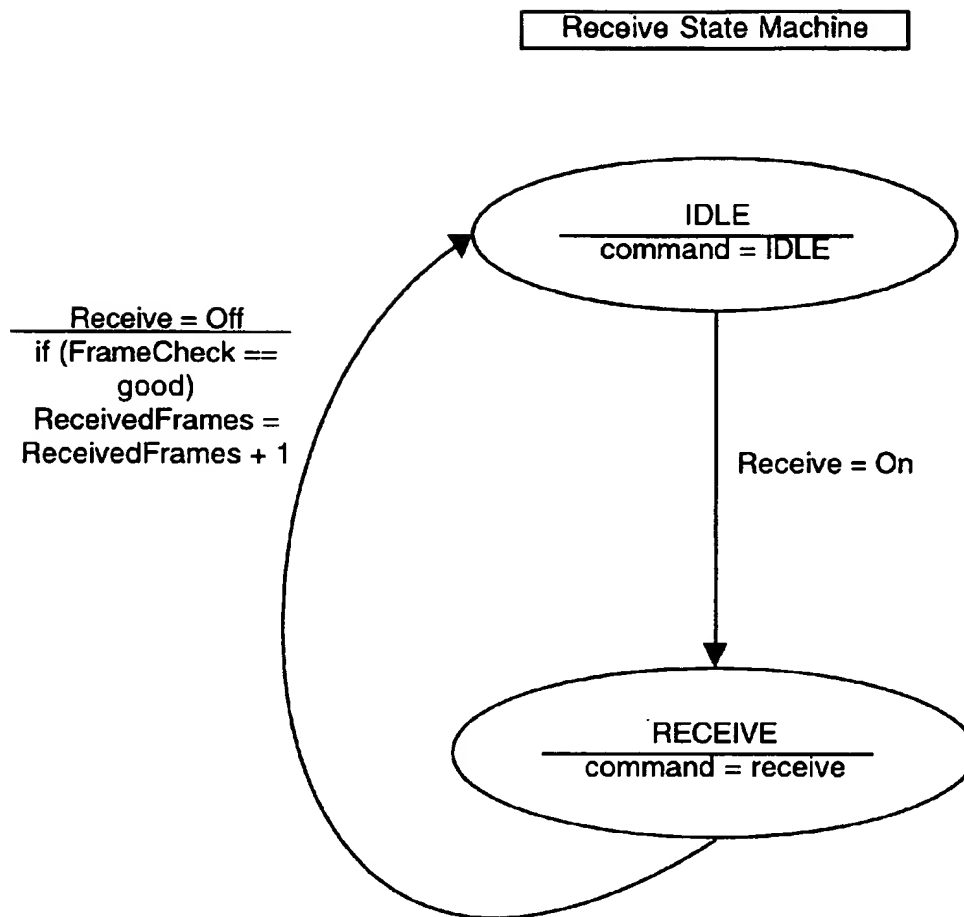 Receive State Machine
IDLE
command = IDLE
Receive = Off
if (FrameCheck ==
good)
ReceivedFrames =
ReceivedFrames + 1
Receive = On
RECEIVE
command = receive